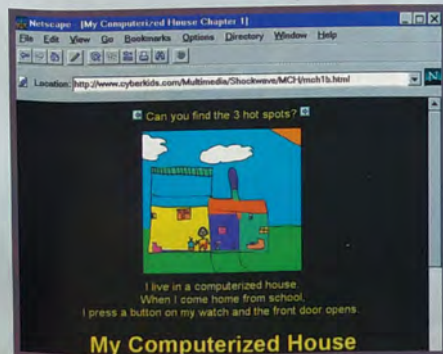 Netscape - [My Computerized House Chapter 1]
File Edit View Go Bookmarks Options Directory Window Help
Location: http://www.cyberkids.com/Multimedia/Shockwave/MCH/mch1b.html
N
Can you find the 3 hot spots?
I live in a computerized house.
When I come home from school,
I press a button on my watch and the front door opens.
My Computerized House